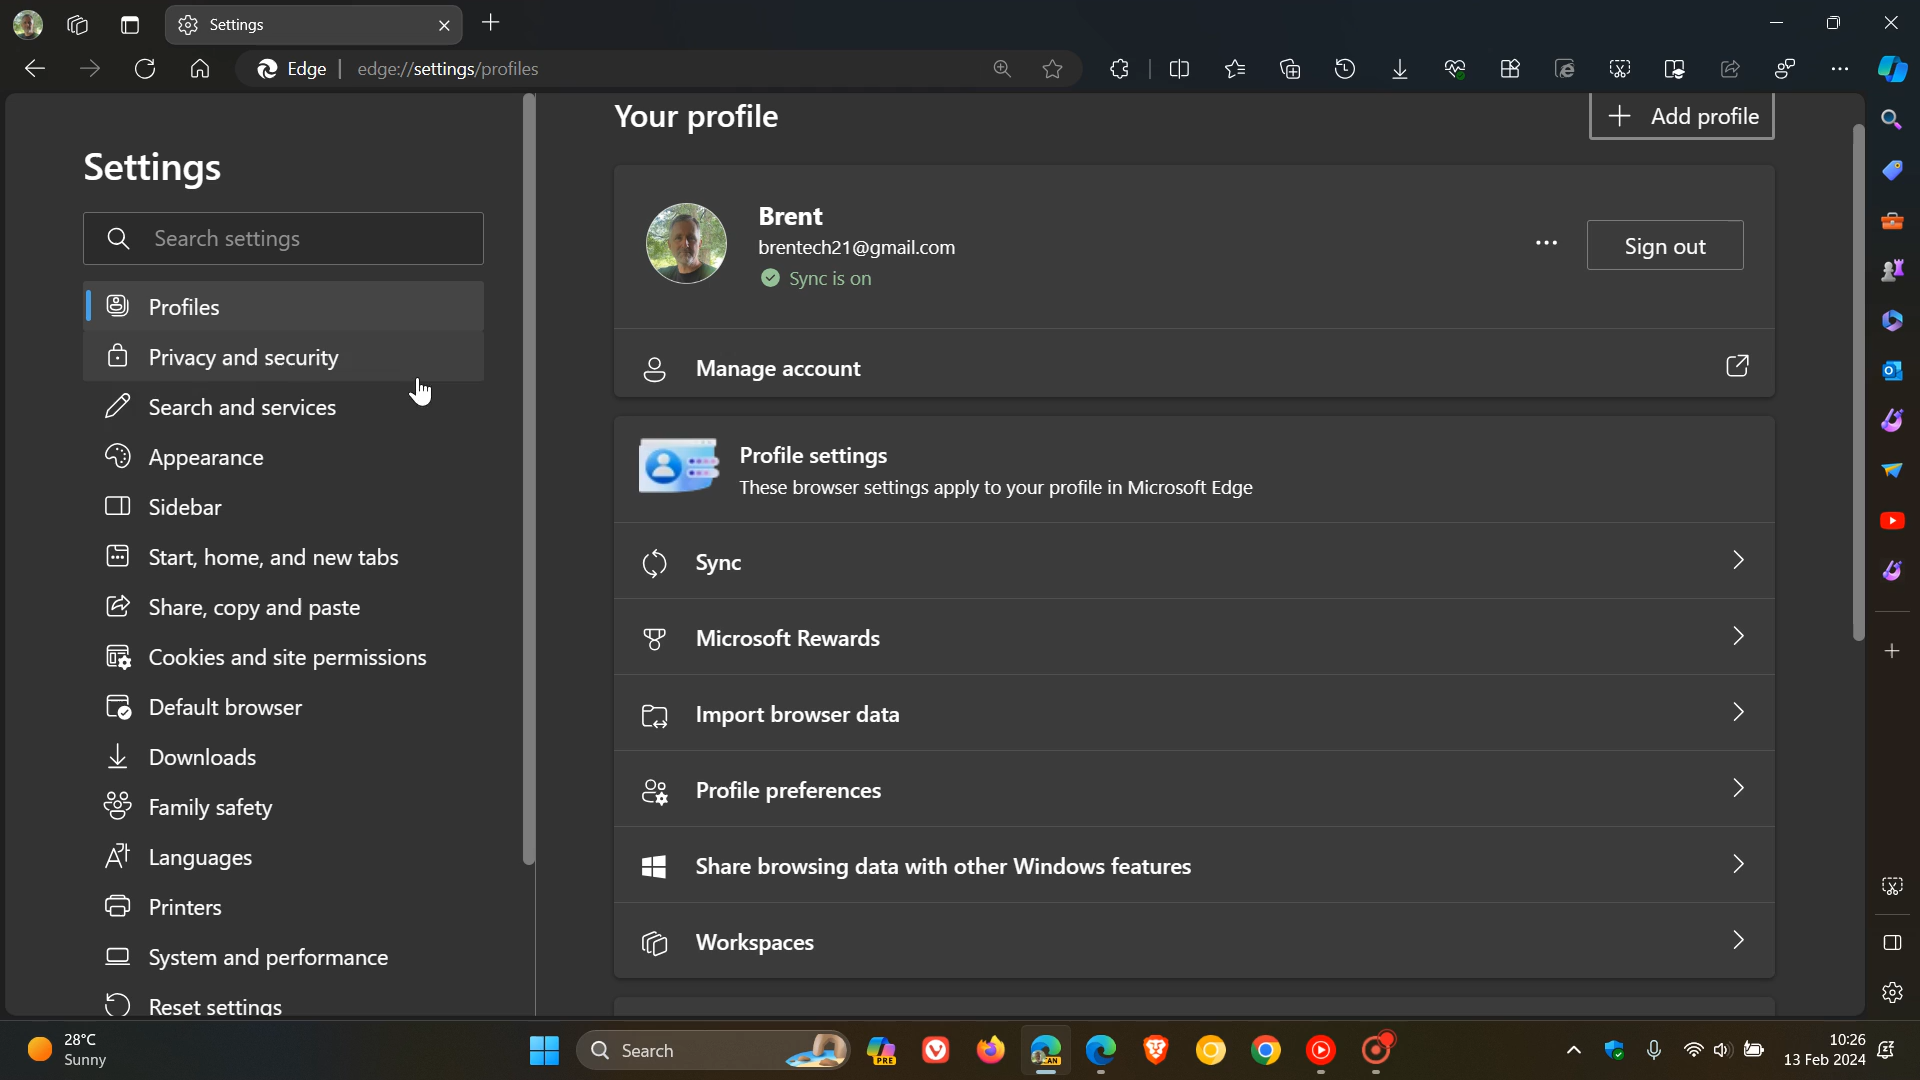 Settings
Edge
edge://settings/profiles
Settings
Search settings
Profiles
Privacy and security
Search and services
Appearance
Sidebar
Start, home, and new tabs
Share, copy and paste
Cookies and site permissions
Default browser
Downloads
Family safety
Languages
Printers
System and performance
Reset settings
Your profile
Add profile
Brent
brentech21@gmail.com
Sync is on
Sign out
Manage account
Profile settings
These browser settings apply to your profile in Microsoft Edge
Sync
Microsoft Rewards
Import browser data
Profile preferences
Share browsing data with other Windows features
Workspaces
28°C
Sunny
Search
PRE
CAN
10:26
13 Feb 2024